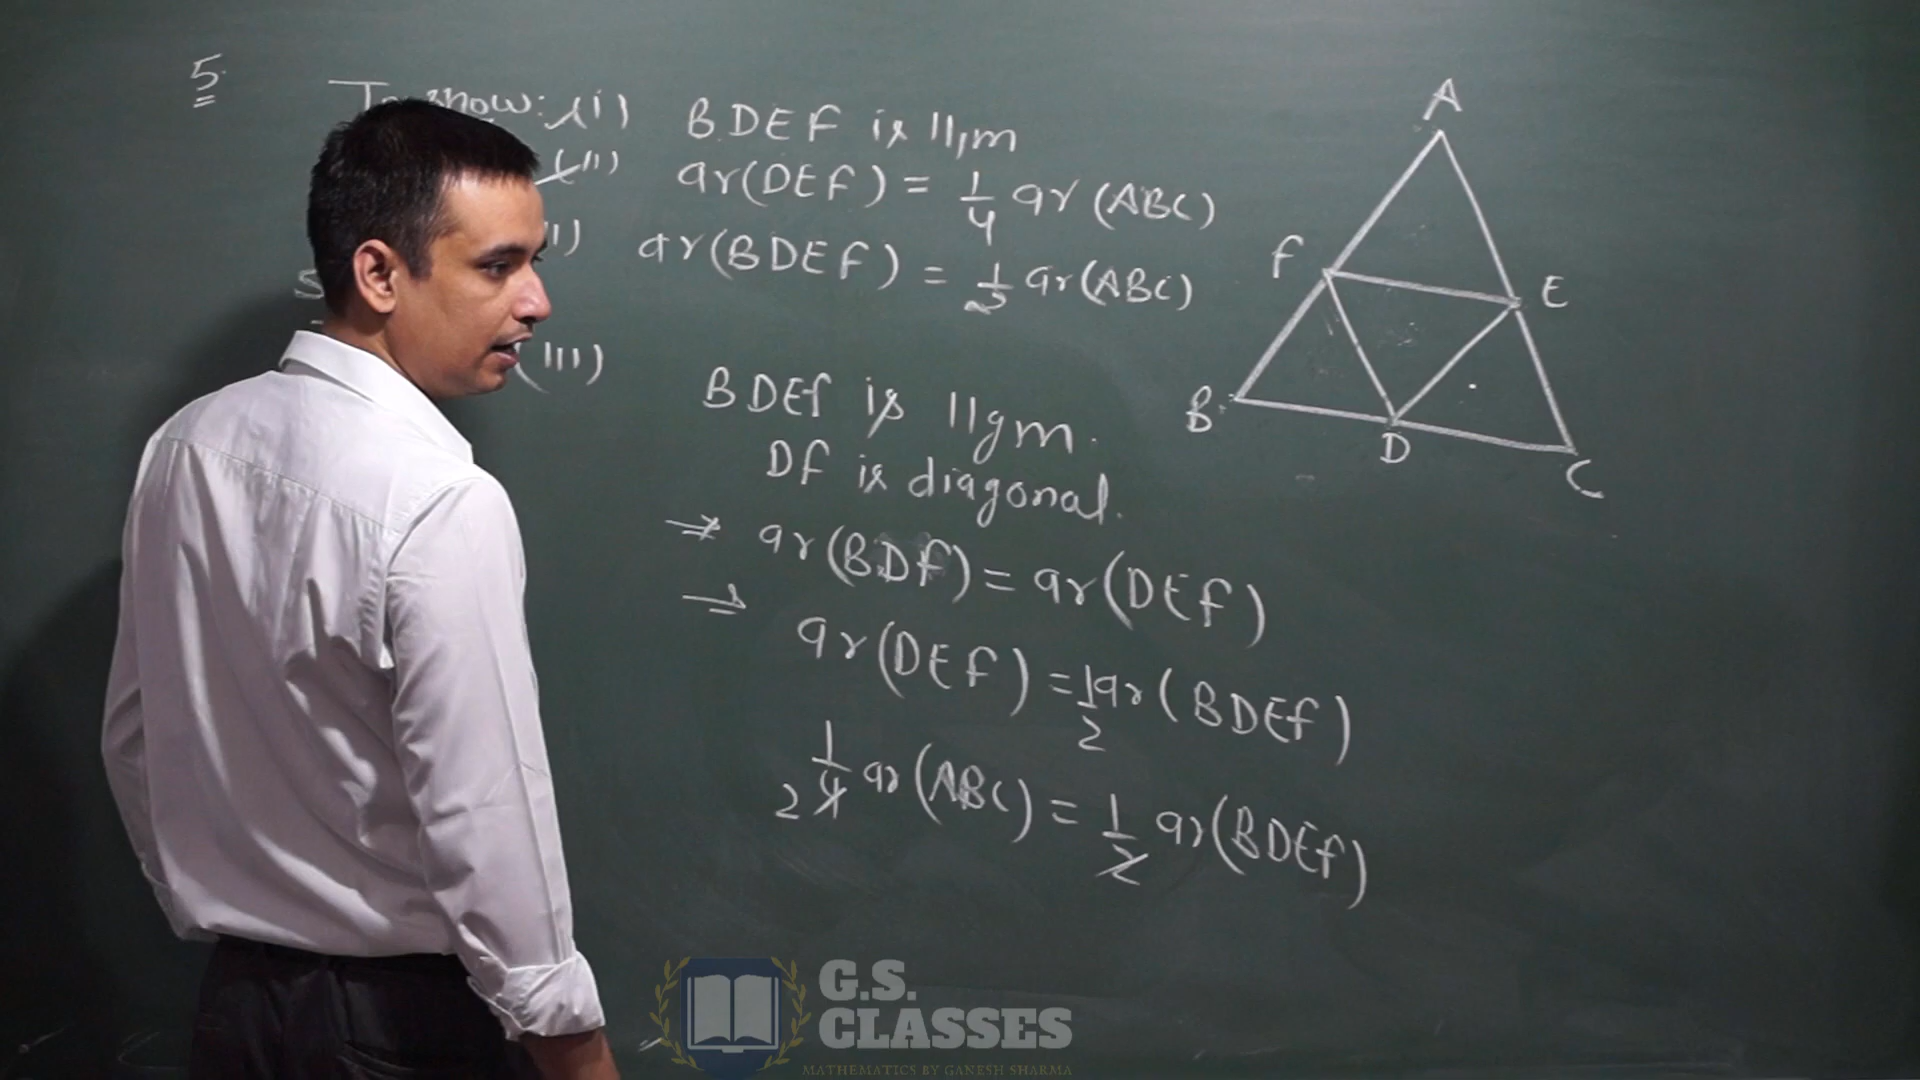 5.
To show: (i) BDEF is ||gm
(ii) ar(DEF) = 1/4 ar(ABC)
ar(BDEF) = 1/2 ar(ABC)
(iii)
BDEF is ||gm.
DF is diagonal.
⇒ ar(BDF) = ar(DEF)
⇒ ar(DEF) = 1/2 ar(BDEF)
1/4 2 ar(ABC) = 1/2 ar(BDEF)
A
F
E
B
D
C
G.S.
CLASSES
MATHEMATICS BY GANESH SHARMA